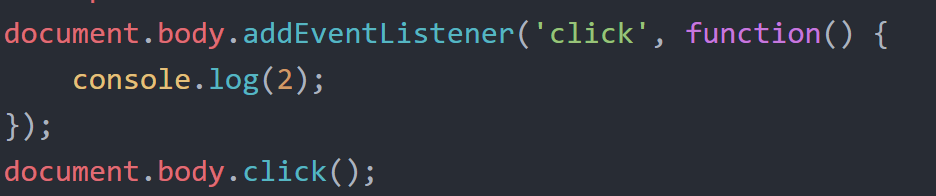 document.body.addEventListener('click', function() {
    console.log(2);
});
document.body.click();